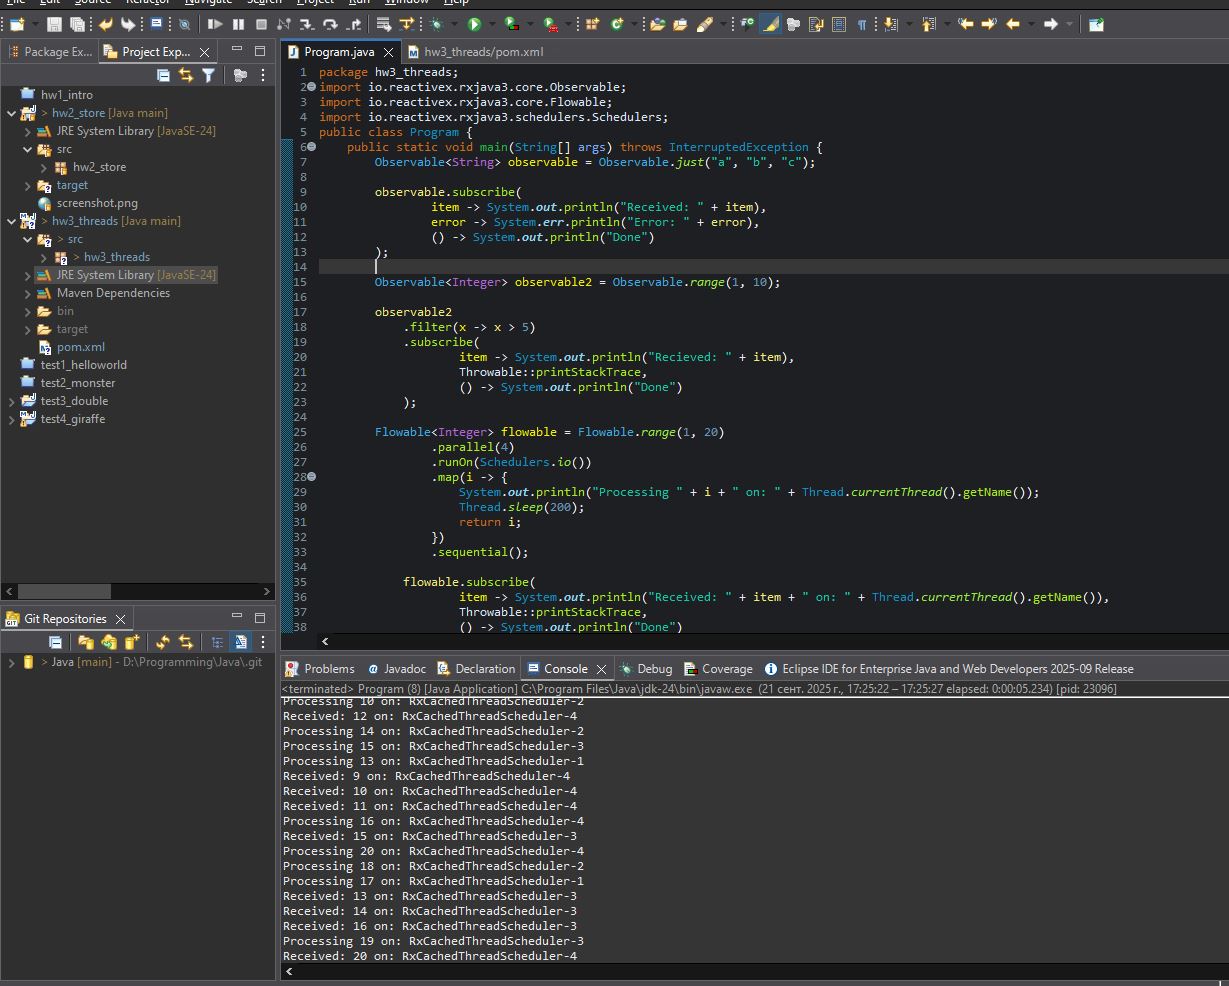 File Edit Source Refactor Navigate Search Project Run Window Help
Package Ex...
Project Exp...
hw1_intro
> hw2_store [Java main]
JRE System Library [JavaSE-24]
src
hw2_store
target
screenshot.png
> hw3_threads [Java main]
> src
> hw3_threads
JRE System Library [JavaSE-24]
Maven Dependencies
bin
target
pom.xml
test1_helloworld
test2_monster
test3_double
test4_giraffe
Git Repositories
> Java [main] - D:\Programming\Java\.git
Program.java
hw3_threads/pom.xml
1 package hw3_threads;
2 import io.reactivex.rxjava3.core.Observable;
3 import io.reactivex.rxjava3.core.Flowable;
4 import io.reactivex.rxjava3.schedulers.Schedulers;
5 public class Program {
6 public static void main(String[] args) throws InterruptedException {
7 Observable<String> observable = Observable.just("a", "b", "c");
8
9 observable.subscribe(
10 item -> System.out.println("Received: " + item),
11 error -> System.err.println("Error: " + error),
12 () -> System.out.println("Done")
13 );
14
15 Observable<Integer> observable2 = Observable.range(1, 10);
16
17 observable2
18 .filter(x -> x > 5)
19 .subscribe(
20 item -> System.out.println("Recieved: " + item),
21 Throwable::printStackTrace,
22 () -> System.out.println("Done")
23 );
24
25 Flowable<Integer> flowable = Flowable.range(1, 20)
26 .parallel(4)
27 .runOn(Schedulers.io())
28 .map(i -> {
29 System.out.println("Processing " + i + " on: " + Thread.currentThread().getName());
30 Thread.sleep(200);
31 return i;
32 })
33 .sequential();
34
35 flowable.subscribe(
36 item -> System.out.println("Received: " + item + " on: " + Thread.currentThread().getName()),
37 Throwable::printStackTrace,
38 () -> System.out.println("Done")
Problems
Javadoc
Declaration
Console
Debug
Coverage
Eclipse IDE for Enterprise Java and Web Developers 2025-09 Release
<terminated> Program (8) [Java Application] C:\Program Files\Java\jdk-24\bin\javaw.exe (21 сент. 2025 г., 17:25:22 – 17:25:27 elapsed: 0:00:05.234) [pid: 23096]
Processing 10 on: RxCachedThreadScheduler-2
Received: 12 on: RxCachedThreadScheduler-4
Processing 14 on: RxCachedThreadScheduler-2
Processing 15 on: RxCachedThreadScheduler-3
Processing 13 on: RxCachedThreadScheduler-1
Received: 9 on: RxCachedThreadScheduler-4
Received: 10 on: RxCachedThreadScheduler-4
Received: 11 on: RxCachedThreadScheduler-4
Processing 16 on: RxCachedThreadScheduler-4
Received: 15 on: RxCachedThreadScheduler-3
Processing 20 on: RxCachedThreadScheduler-4
Processing 18 on: RxCachedThreadScheduler-2
Processing 17 on: RxCachedThreadScheduler-1
Received: 13 on: RxCachedThreadScheduler-3
Received: 14 on: RxCachedThreadScheduler-3
Received: 16 on: RxCachedThreadScheduler-3
Processing 19 on: RxCachedThreadScheduler-3
Received: 20 on: RxCachedThreadScheduler-4